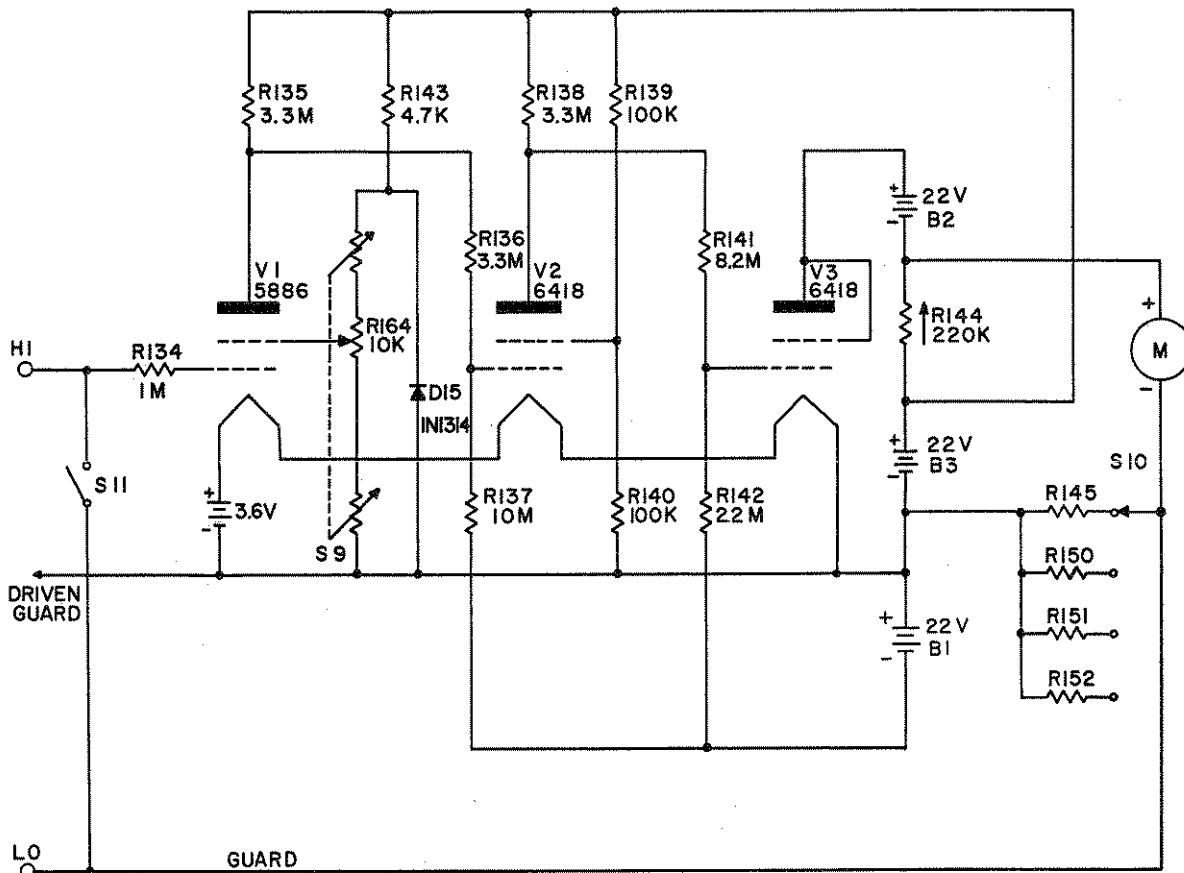 R135
3.3M
R143
4.7K
R138
3.3M
R139
100K
+
22V
-
B2
R136
3.3M
R141
8.2M
V1
5886
V2
6418
V3
6418
R144
220K
+
M
-
HI
R134
1M
R164
10K
D15
IN1314
+
22V
-
B3
S10
S11
+
3.6V
-
S9
R137
10M
R140
100K
R142
2.2M
R145
DRIVEN
GUARD
R150
+
22V
-
B1
R151
R152
LO
GUARD